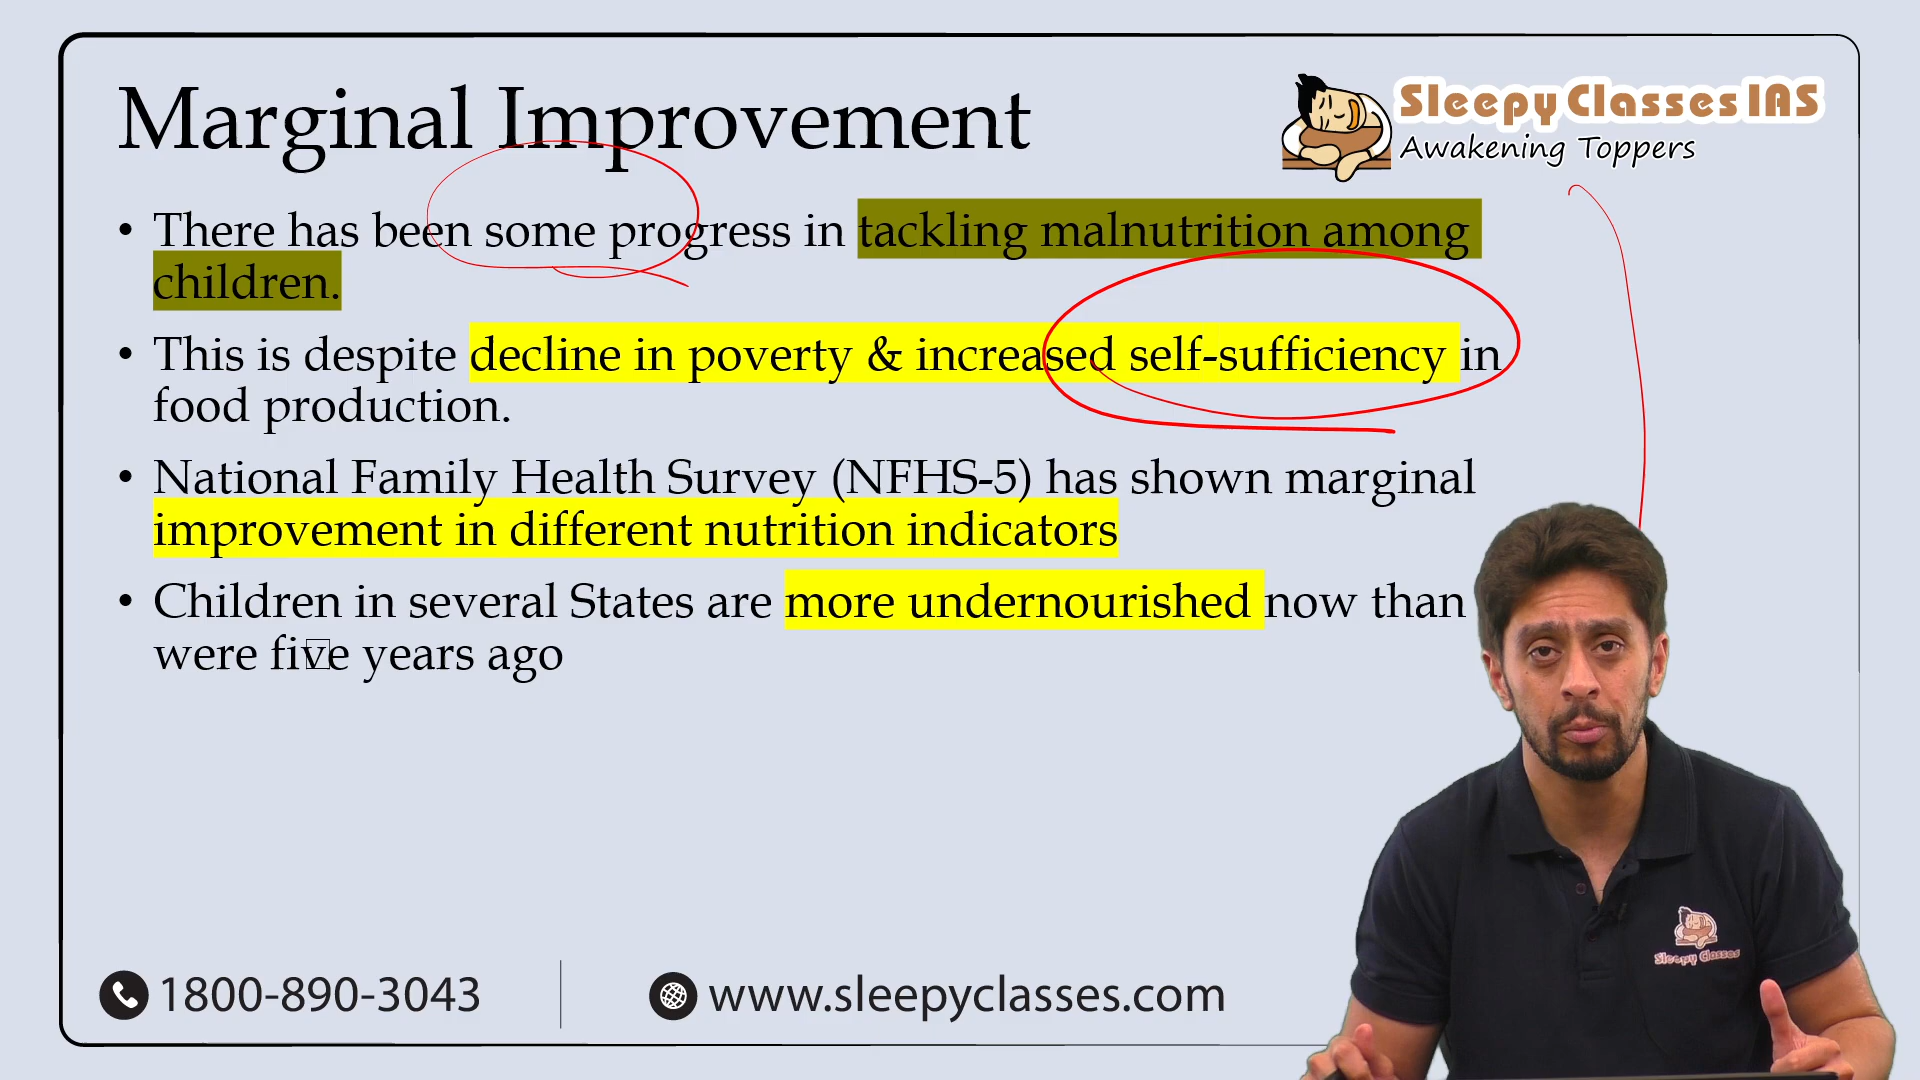 Marginal Improvement
Sleepy Classes IAS
Awakening Toppers
• There has been some progress in tackling malnutrition among
children.
• This is despite decline in poverty & increased self-sufficiency in
food production.
• National Family Health Survey (NFHS-5) has shown marginal
improvement in different nutrition indicators
• Children in several States are more undernourished now than
were five years ago
Sleepy Classes
1800-890-3043
www.sleepyclasses.com